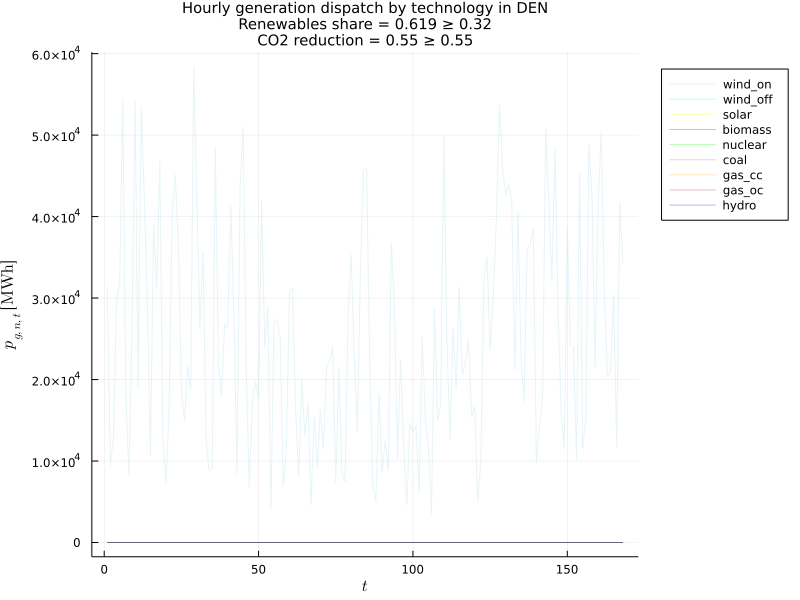 Hourly generation dispatch by technology in DEN
Renewables share = 0.619 ≥ 0.32
CO2 reduction = 0.55 ≥ 0.55
6.0×10⁴
5.0×10⁴
4.0×10⁴
3.0×10⁴
2.0×10⁴
1.0×10⁴
0
p_{g,n,t} [MWh]
0 50 100 150
t
wind_on
wind_off
solar
biomass
nuclear
coal
gas_cc
gas_oc
hydro